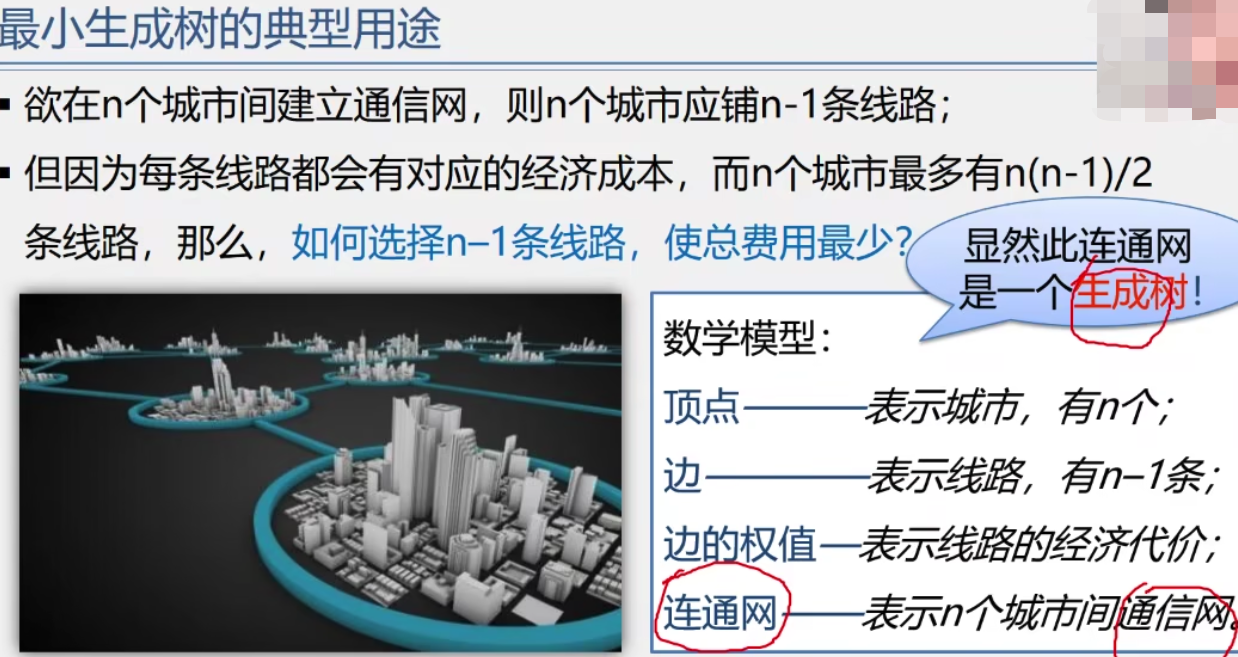 最小生成树的典型用途
欲在n个城市间建立通信网，则n个城市应铺n-1条线路；
但因为每条线路都会有对应的经济成本，而n个城市最多有n(n-1)/2
条线路，那么，如何选择n–1条线路，使总费用最少？
显然此连通网
是一个生成树！
数学模型：
顶点———表示城市，有n个；
边————表示线路，有n–1条；
边的权值—表示线路的经济代价；
连通网——表示n个城市间通信网。